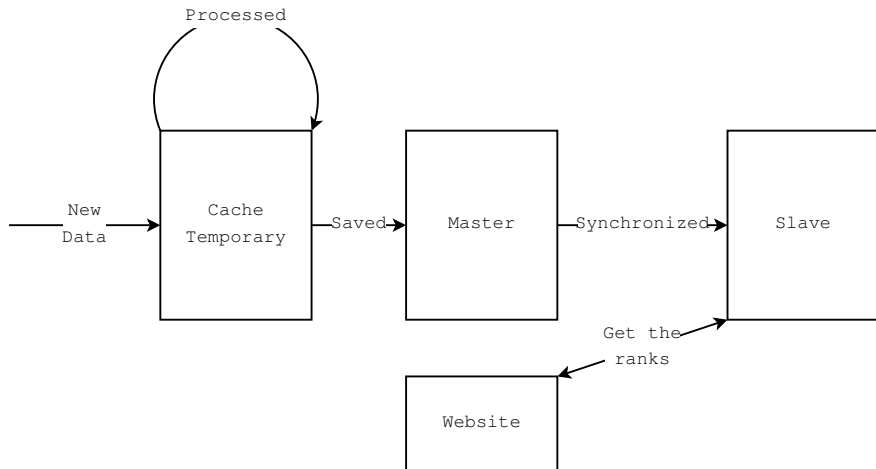 Processed
New
Data
Cache
Temporary
Saved
Master
Synchronized
Slave
Get the
ranks
Website